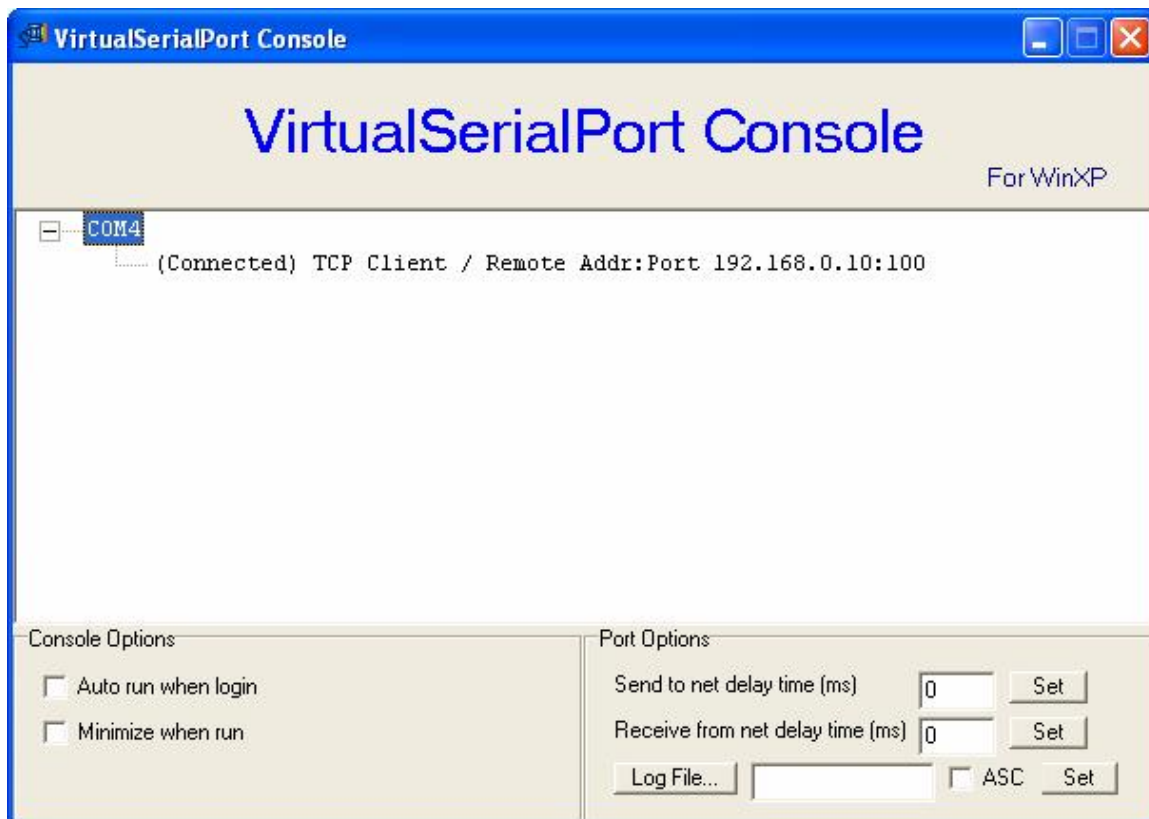 VirtualSerialPort Console
VirtualSerialPort Console
For WinXP
COM4
(Connected) TCP Client / Remote Addr:Port 192.168.0.10:100
Console Options
Auto run when login
Minimize when run
Port Options
Send to net delay time (ms) 0 Set
Receive from net delay time (ms) 0 Set
Log File... ASC Set